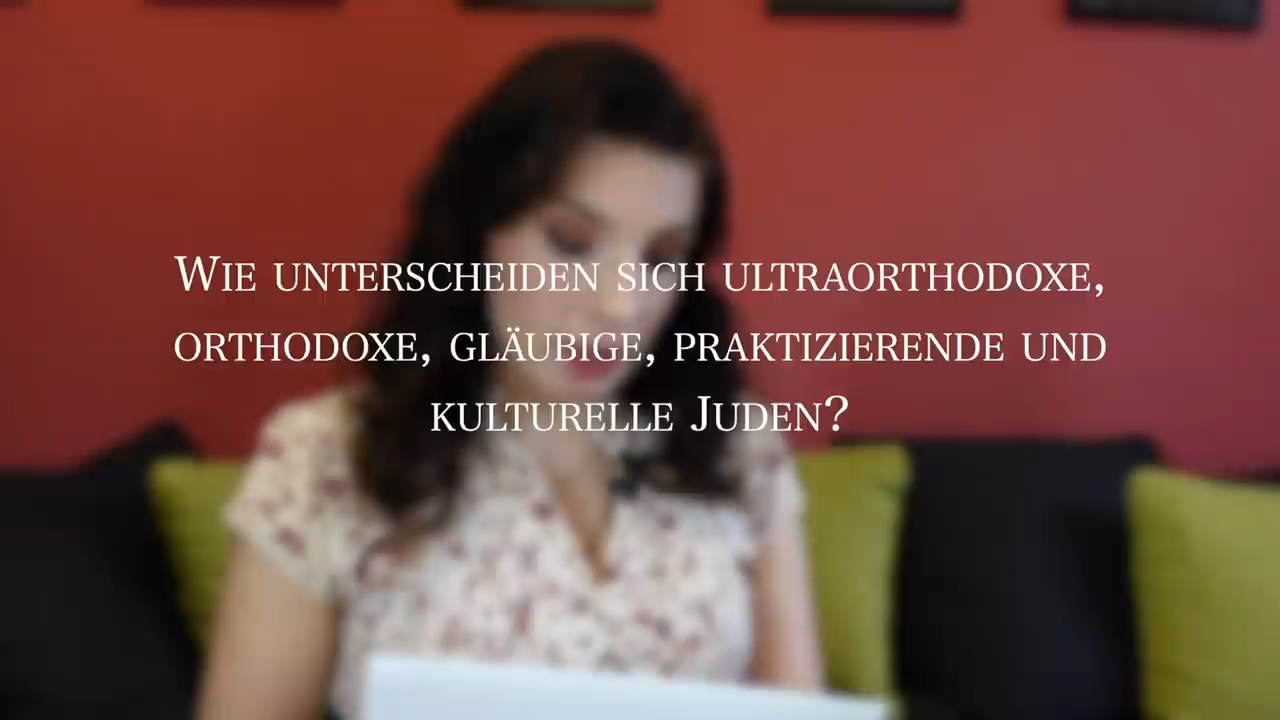 Wie unterscheiden sich ultraorthodoxe,
orthodoxe, gläubige, praktizierende und
kulturelle Juden?